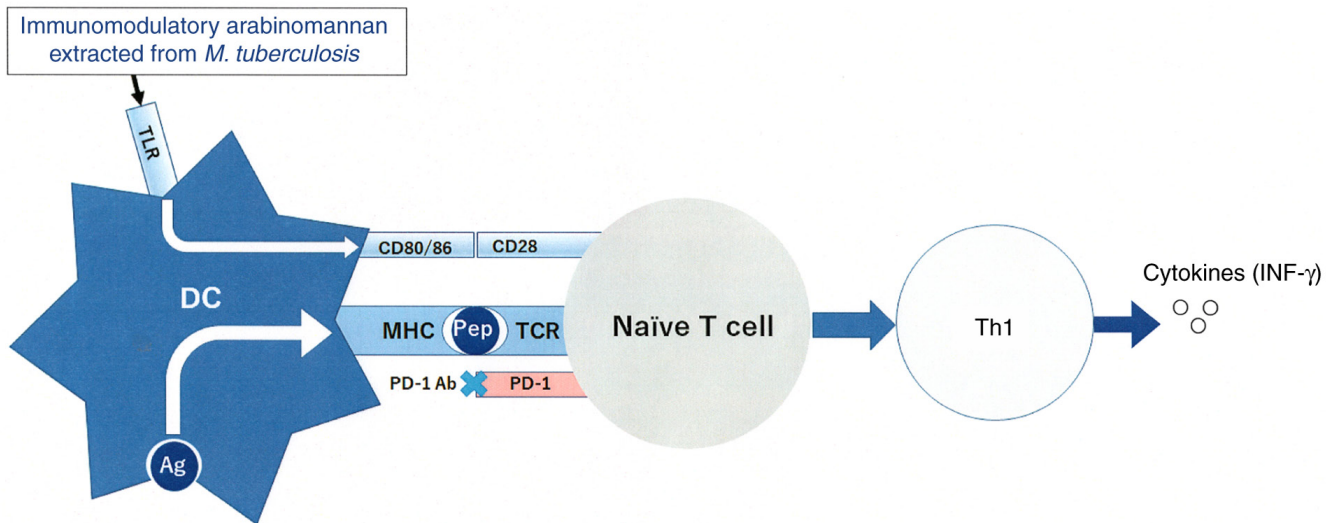 Immunomodulatory arabinomannan
extracted from M. tuberculosis
TLR
CD80/86
CD28
DC
MHC
Pep
TCR
Naïve T cell
Th1
Cytokines (INF-γ)
PD-1 Ab
PD-1
Ag